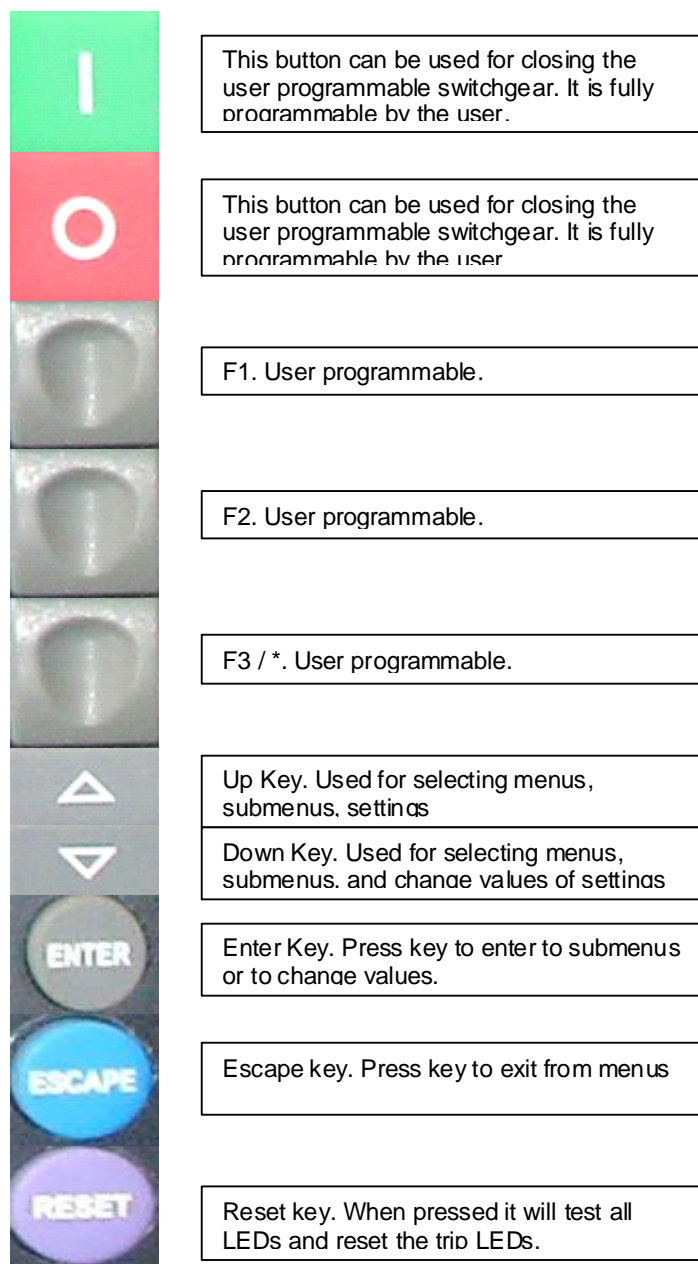 I
This button can be used for closing the
user programmable switchgear. It is fully
programmable by the user.
O
This button can be used for closing the
user programmable switchgear. It is fully
programmable by the user
F1. User programmable.
F2. User programmable.
F3 / *. User programmable.
Up Key. Used for selecting menus,
submenus, settings
Down Key. Used for selecting menus,
submenus, and change values of settings
ENTER
Enter Key. Press key to enter to submenus
or to change values.
ESCAPE
Escape key. Press key to exit from menus
RESET
Reset key. When pressed it will test all
LEDs and reset the trip LEDs.